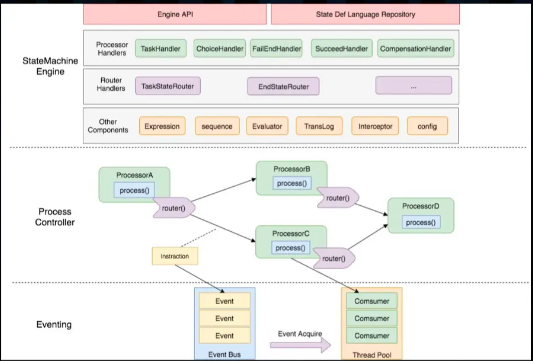 Engine API
State Def Language Repository
StateMachine
Engine
Processor
Handlers
TaskHandler
ChoiceHandler
FailEndHandler
SucceedHandler
CompensationHandler
Router
Handlers
TaskStateRouter
EndStateRouter
...
Other
Components
Expression
sequence
Evaluator
TransLog
Interceptor
config
Process
Controller
ProcessorA
process()
router()
ProcessorB
process()
router()
ProcessorC
process()
router()
ProcessorD
process()
Instraction
Eventing
Event
Event
Event
Event Bus
Event Acquire
Comsumer
Comsumer
Comsumer
Thread Pool